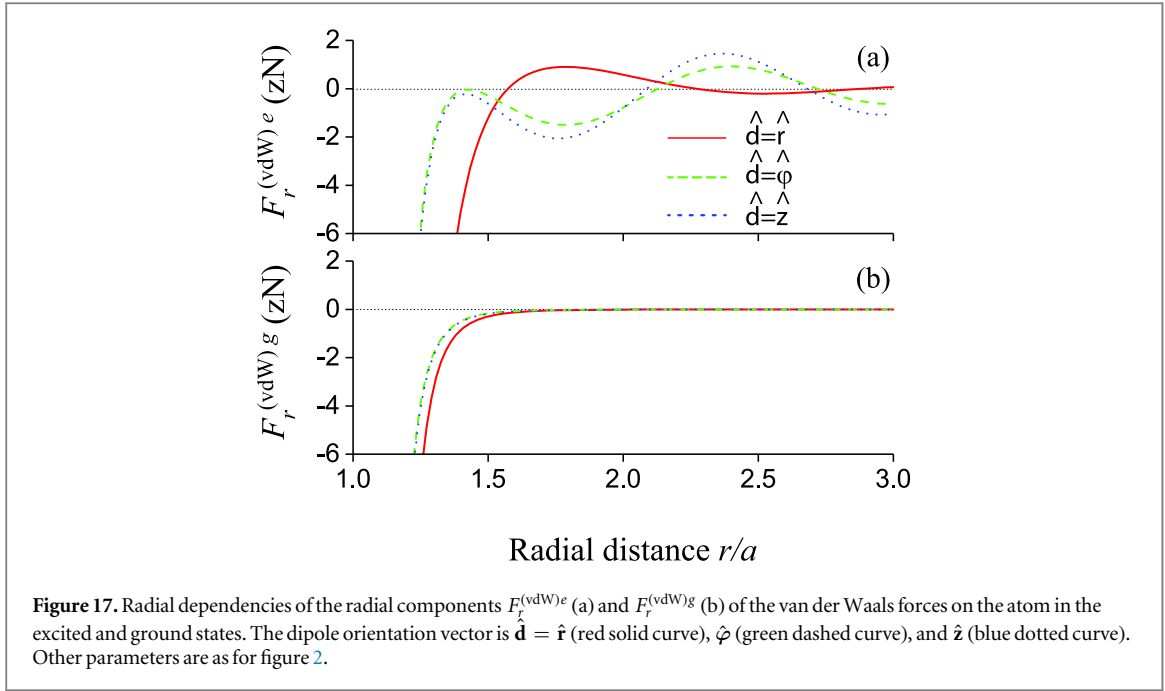 2
(a)
0
-2
-4
-6
F_r^(vdW) e (zN)
d̂=r̂
d̂=φ̂
d̂=ẑ
2
(b)
0
-2
-4
-6
F_r^(vdW) g (zN)
1.0 1.5 2.0 2.5 3.0
Radial distance r/a
Figure 17. Radial dependencies of the radial components F_r^(vdW)e (a) and F_r^(vdW)g (b) of the van der Waals forces on the atom in the
excited and ground states. The dipole orientation vector is d̂ = r̂ (red solid curve), φ̂ (green dashed curve), and ẑ (blue dotted curve).
Other parameters are as for figure 2.